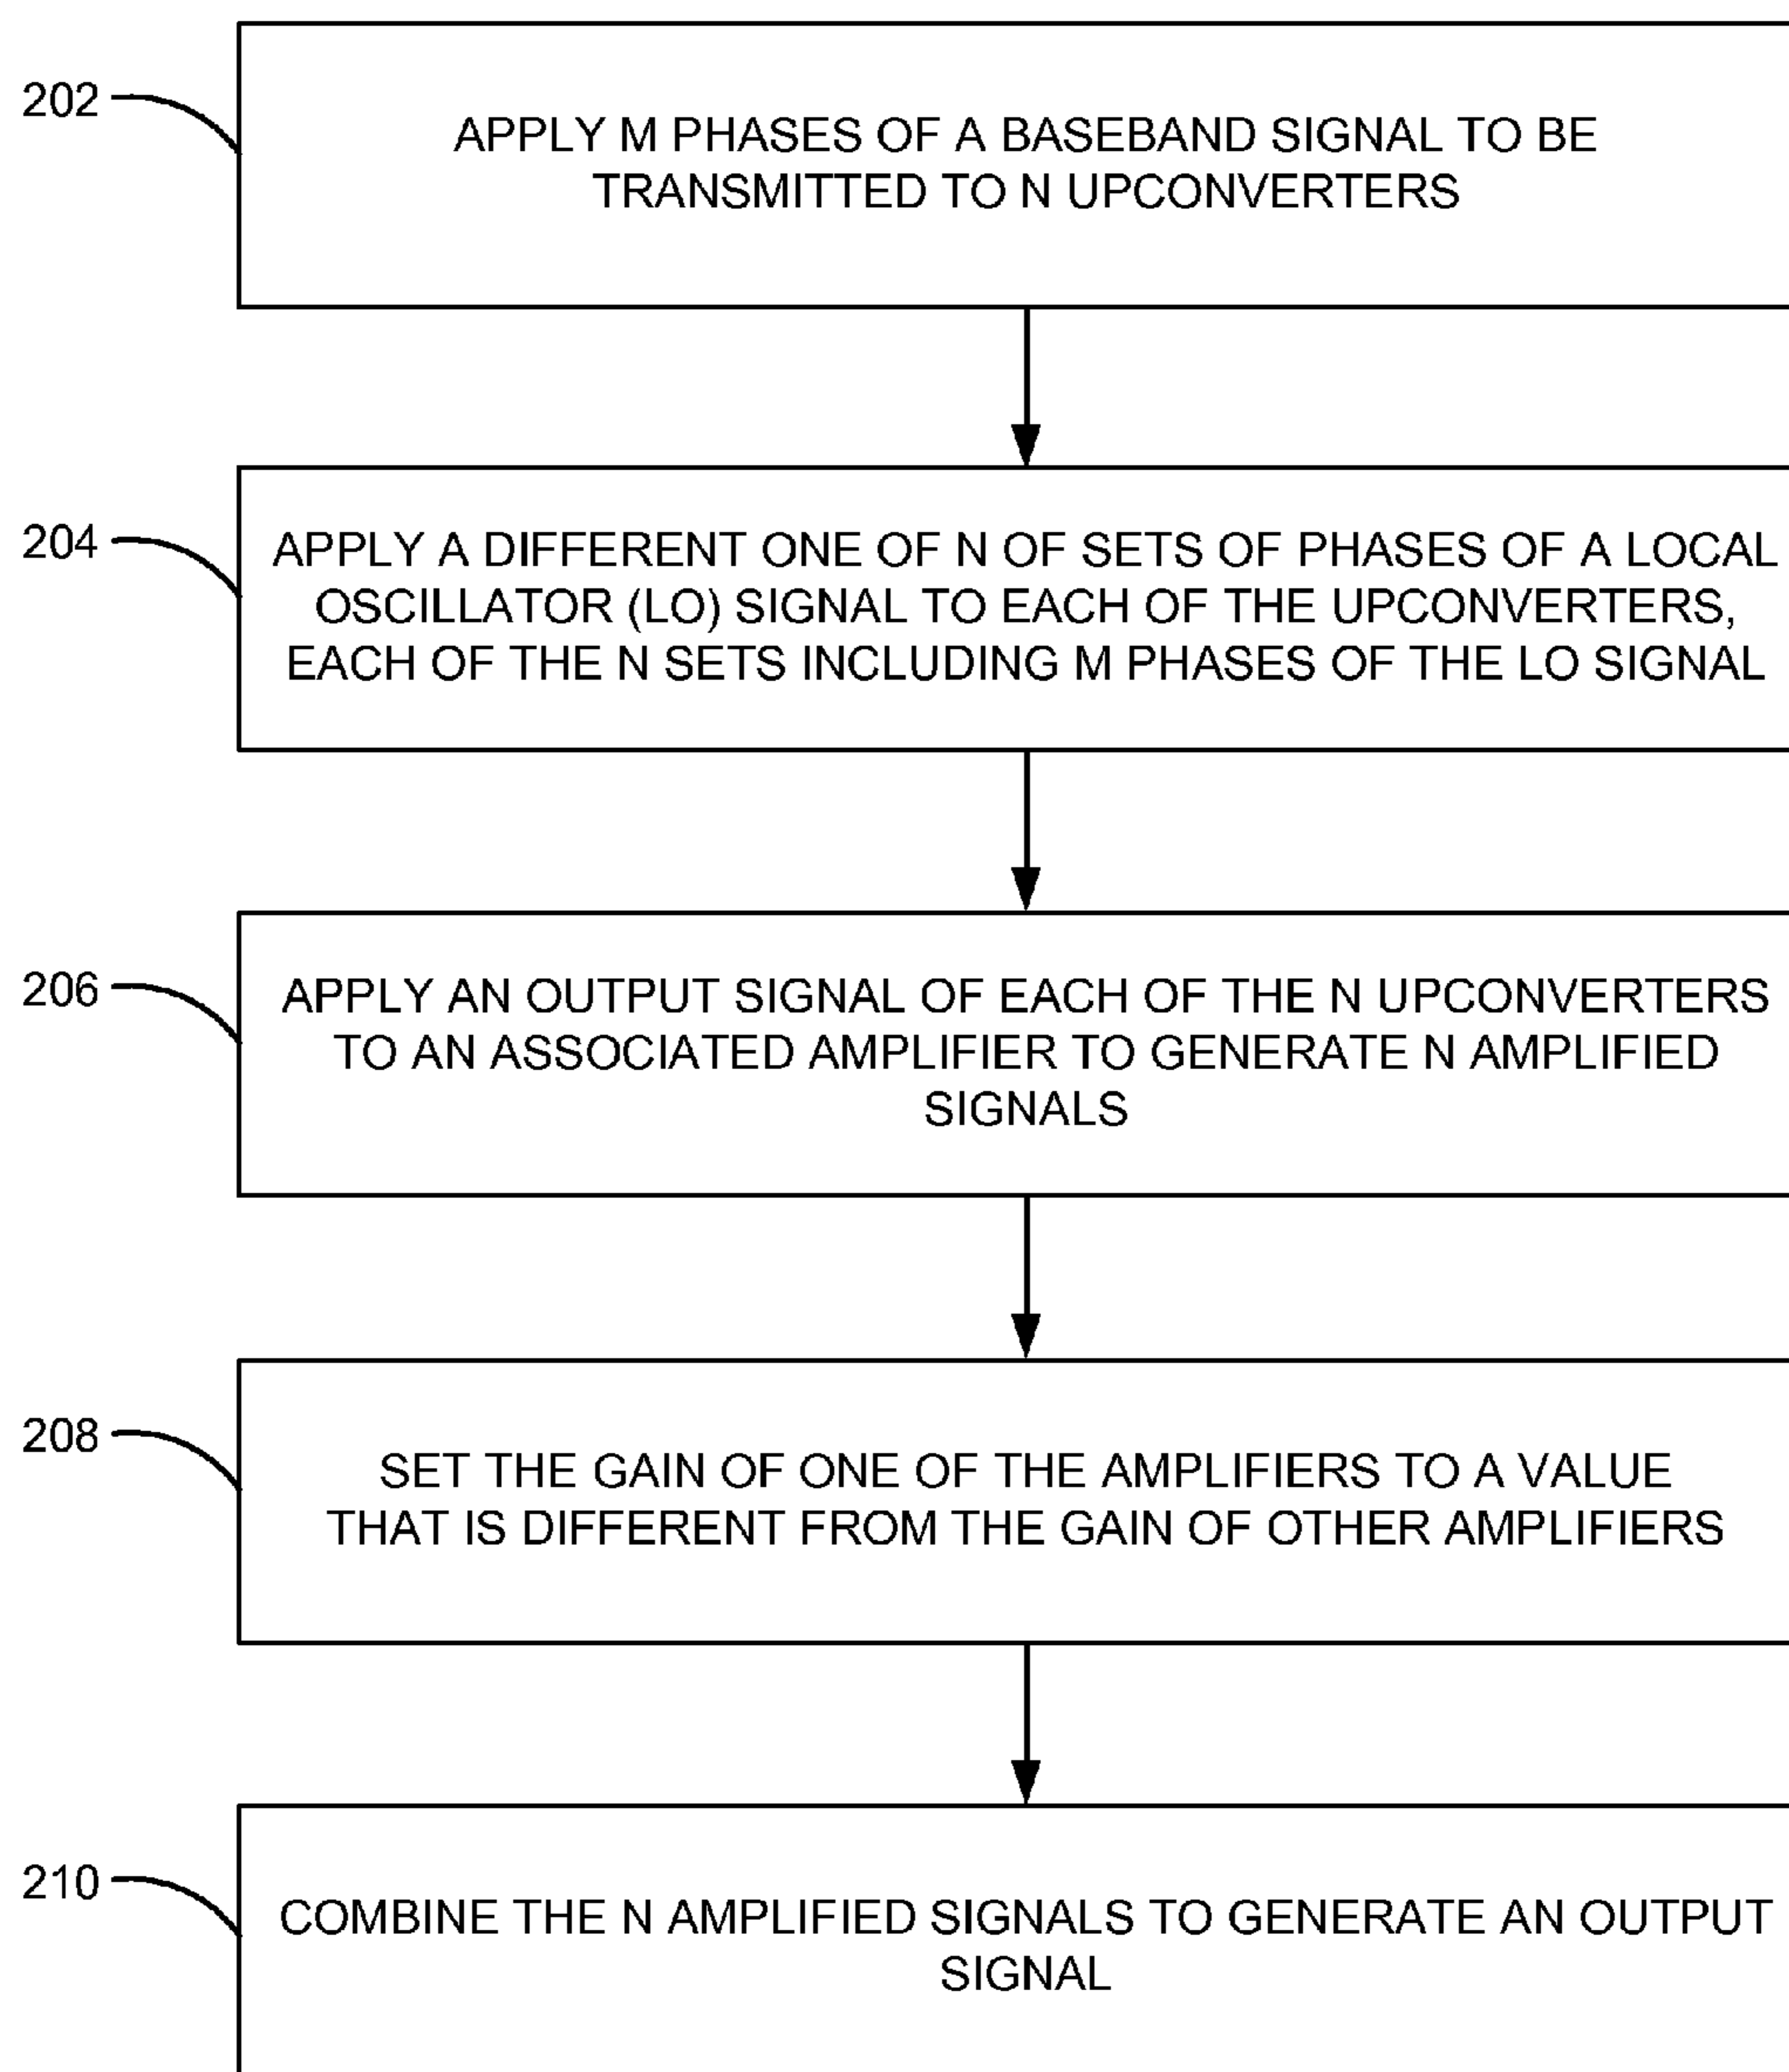 202
APPLY M PHASES OF A BASEBAND SIGNAL TO BE
TRANSMITTED TO N UPCONVERTERS
204
APPLY A DIFFERENT ONE OF N OF SETS OF PHASES OF A LOCAL
OSCILLATOR (LO) SIGNAL TO EACH OF THE UPCONVERTERS,
EACH OF THE N SETS INCLUDING M PHASES OF THE LO SIGNAL
206
APPLY AN OUTPUT SIGNAL OF EACH OF THE N UPCONVERTERS
TO AN ASSOCIATED AMPLIFIER TO GENERATE N AMPLIFIED
SIGNALS
208
SET THE GAIN OF ONE OF THE AMPLIFIERS TO A VALUE
THAT IS DIFFERENT FROM THE GAIN OF OTHER AMPLIFIERS
210
COMBINE THE N AMPLIFIED SIGNALS TO GENERATE AN OUTPUT
SIGNAL